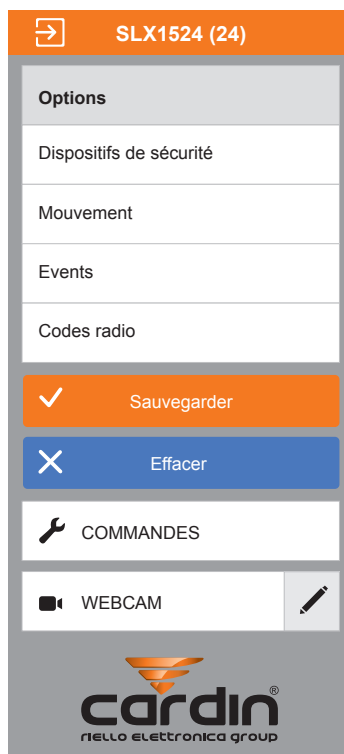 SLX1524 (24)
Options
Dispositifs de sécurité
Mouvement
Events
Codes radio
Sauvegarder
Effacer
COMMANDES
WEBCAM
cardin®
riello elettronica group